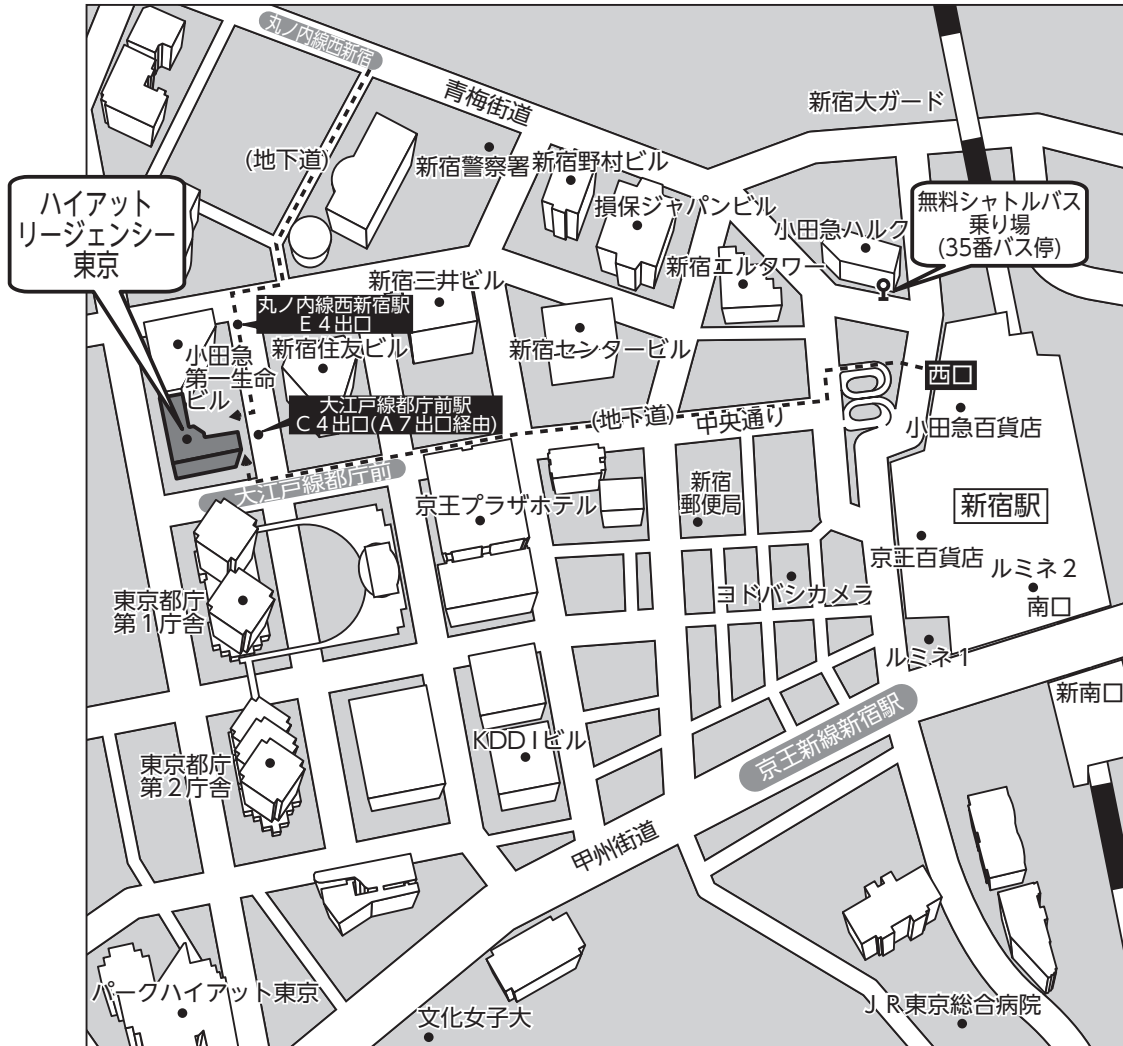 丸ノ内線西新宿
青梅街道
新宿大ガード
(地下道)
新宿警察署
新宿野村ビル
損保ジャパンビル
小田急ハルク
無料シャトルバス
乗り場
(35番バス停)
ハイアット
リージェンシー
東京
新宿三井ビル
新宿エルタワー
丸ノ内線西新宿駅
E4出口
小田急
第一生命
ビル
新宿住友ビル
新宿センタービル
大江戸線都庁前駅
C4出口(A7出口経由)
西口
(地下道)
中央通り
小田急百貨店
大江戸線都庁前
京王プラザホテル
新宿
郵便局
新宿駅
京王百貨店
ルミネ2
南口
東京都庁
第1庁舎
ヨドバシカメラ
ルミネ1
新南口
京王新線新宿駅
KDDIビル
東京都庁
第2庁舎
甲州街道
パークハイアット東京
文化女子大
JR東京総合病院